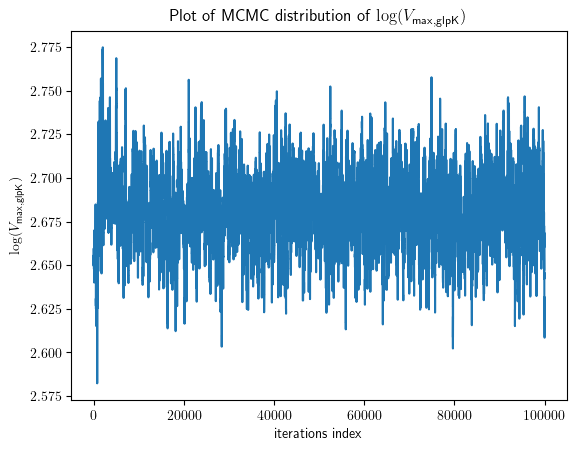 Plot of MCMC distribution of log(V_max,glpK)
log(V_max,glpK)
2.775
2.750
2.725
2.700
2.675
2.650
2.625
2.600
2.575
0 20000 40000 60000 80000 100000
iterations index